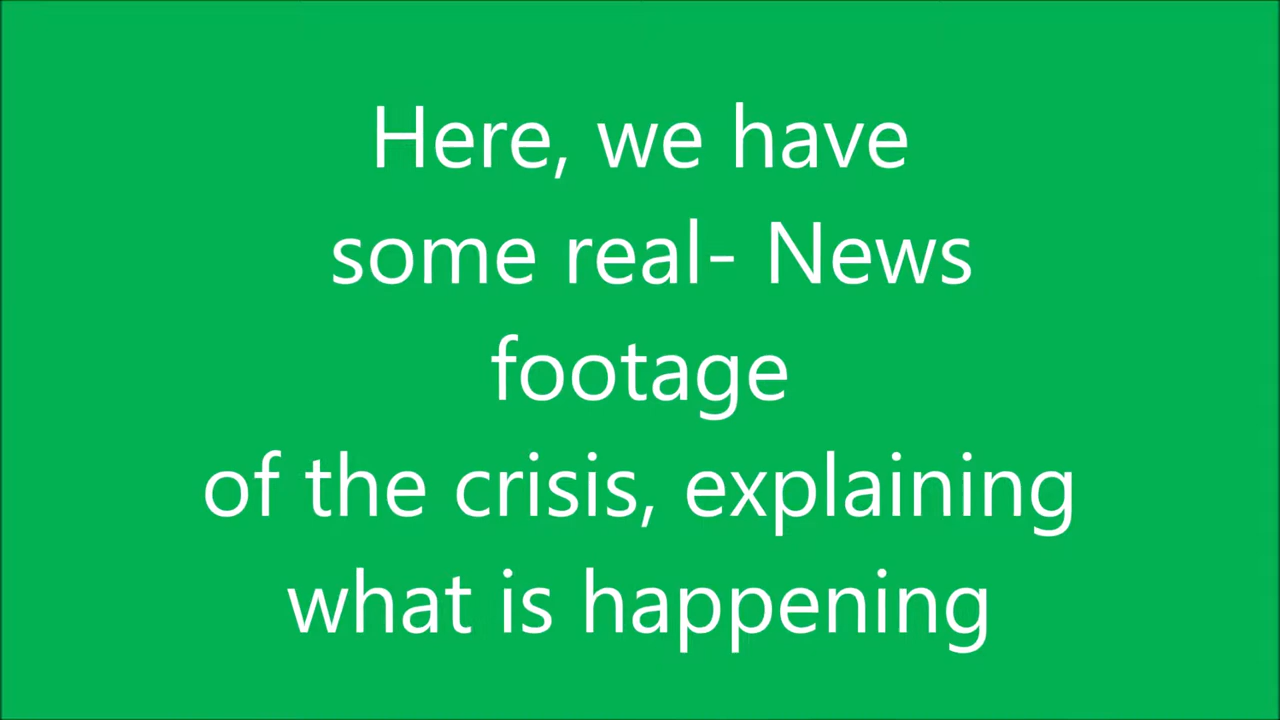 Here, we have
some real- News
footage
of the crisis, explaining
what is happening